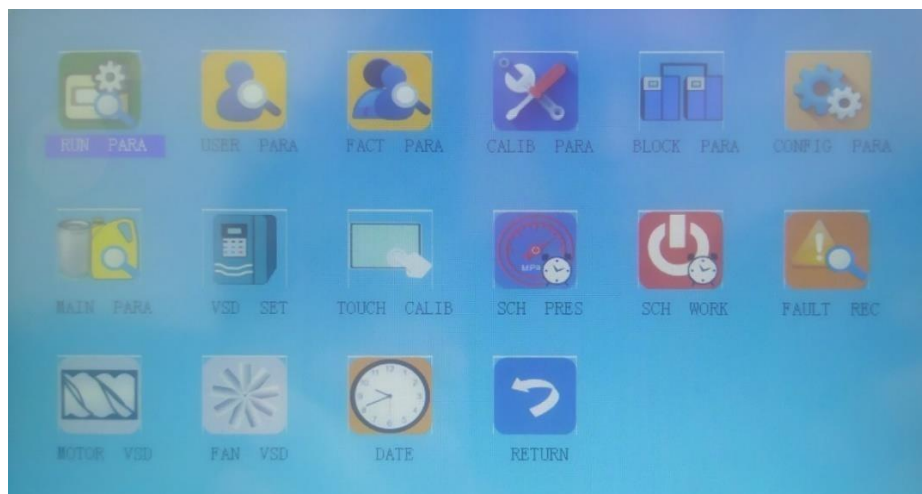 RUN PARA
USER PARA
FACT PARA
CALIB PARA
BLOCK PARA
CONFIG PARA
MAIN PARA
VSD SET
TOUCH CALIB
MPA
SCH PRES
SCH WORK
FAULT REC
MOTOR VSD
FAN VSD
DATE
RETURN